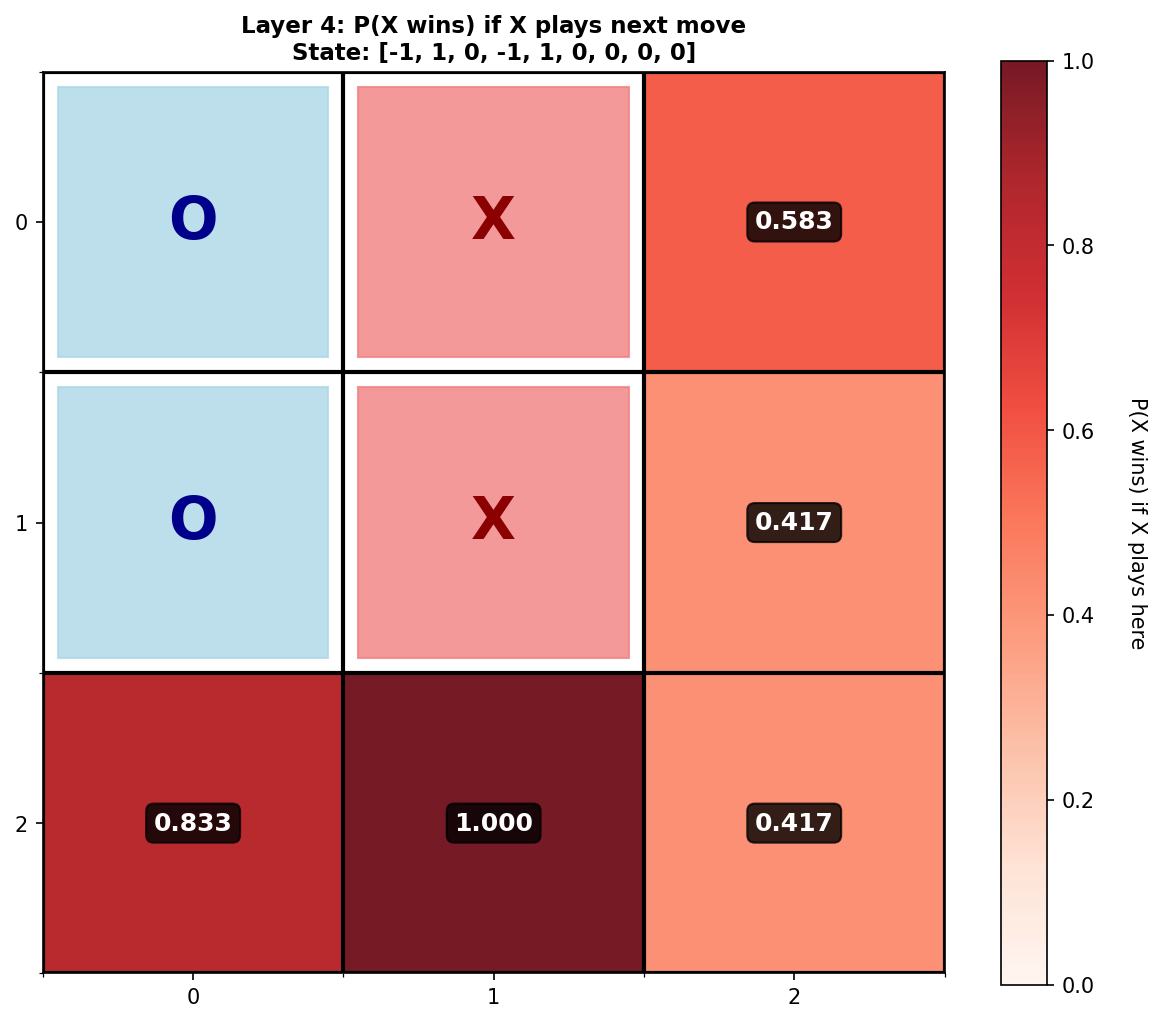 Layer 4: P(X wins) if X plays next move
State: [-1, 1, 0, -1, 1, 0, 0, 0, 0]
0
O
X
0.583
1
O
X
0.417
2
0.833
1.000
0.417
0
1
2
1.0
0.8
0.6
0.4
0.2
0.0
P(X wins) if X plays here